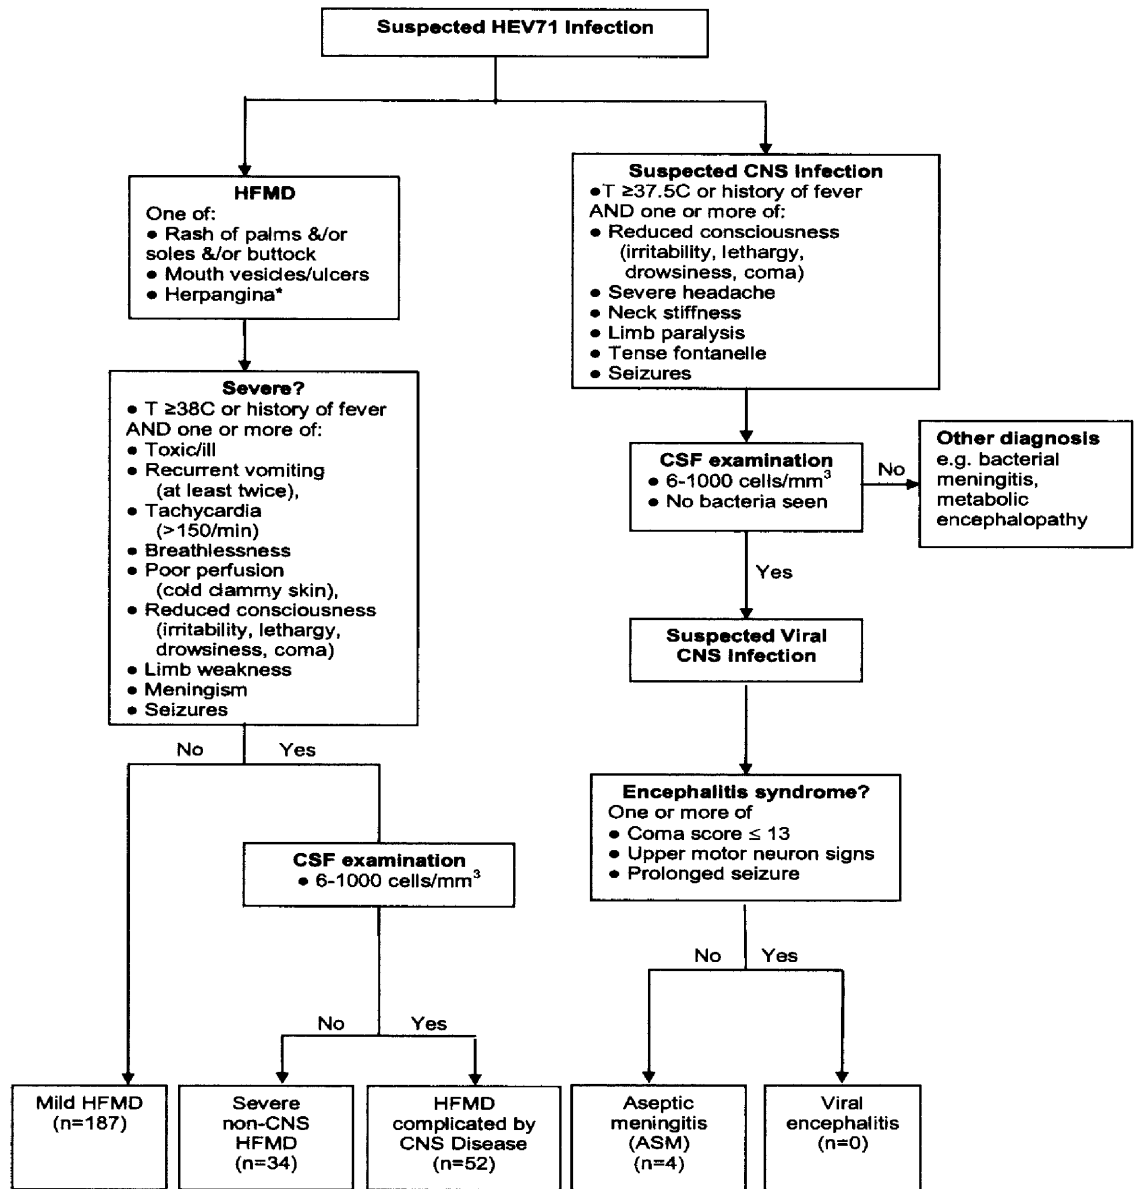 Suspected HEV71 Infection
HFMD
One of:
● Rash of palms &/or
soles &/or buttock
● Mouth vesicles/ulcers
● Herpangina*
Severe?
● T ≥38C or history of fever
AND one or more of:
● Toxic/ill
● Recurrent vomiting
(at least twice),
● Tachycardia
(>150/min)
● Breathlessness
● Poor perfusion
(cold clammy skin),
● Reduced consciousness
(irritability, lethargy,
drowsiness, coma)
● Limb weakness
● Meningism
● Seizures
No
Yes
CSF examination
● 6-1000 cells/mm³
No
Yes
Mild HFMD
(n=187)
Severe
non-CNS
HFMD
(n=34)
HFMD
complicated by
CNS Disease
(n=52)
Suspected CNS Infection
●T ≥37.5C or history of fever
AND one or more of:
● Reduced consciousness
(irritability, lethargy,
drowsiness, coma)
● Severe headache
● Neck stiffness
● Limb paralysis
● Tense fontanelle
● Seizures
CSF examination
● 6-1000 cells/mm³
● No bacteria seen
No
Other diagnosis
e.g. bacterial
meningitis,
metabolic
encephalopathy
Yes
Suspected Viral
CNS Infection
Encephalitis syndrome?
One or more of
● Coma score ≤ 13
● Upper motor neuron signs
● Prolonged seizure
No
Yes
Aseptic
meningitis
(ASM)
(n=4)
Viral
encephalitis
(n=0)